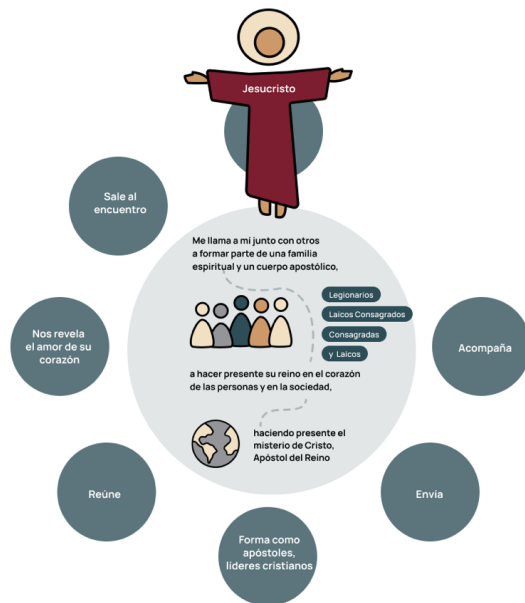 Jesucristo
Sale al
encuentro
Me llama a mí junto con otros
a formar parte de una familia
espiritual y un cuerpo apostólico,
Legionarios
Laicos Consagrados
Consagradas
y Laicos
Nos revela
el amor de su
corazón
Acompaña
a hacer presente su reino en el corazón
de las personas y en la sociedad,
haciendo presente el
misterio de Cristo,
Apóstol del Reino
Reúne
Envía
Forma como
apóstoles,
líderes cristianos